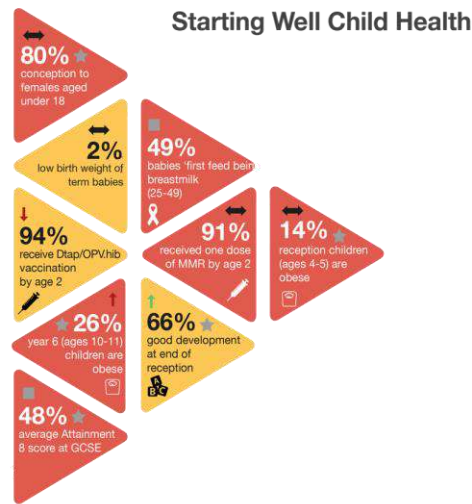 Starting Well Child Health
80%
conception to
females aged
under 18
2%
low birth weight of
term babies
49%
babies 'first feed bein
breastmilk
(25-49)
94%
receive Dtap/OPV.hib
vaccination
by age 2
91%
received one dose
of MMR by age 2
14%
reception children
(ages 4-5) are
obese
26%
year 6 (ages 10-11)
children are
obese
66%
good development
at end of
reception
A
B C
48%
average Attainment
8 score at GCSE